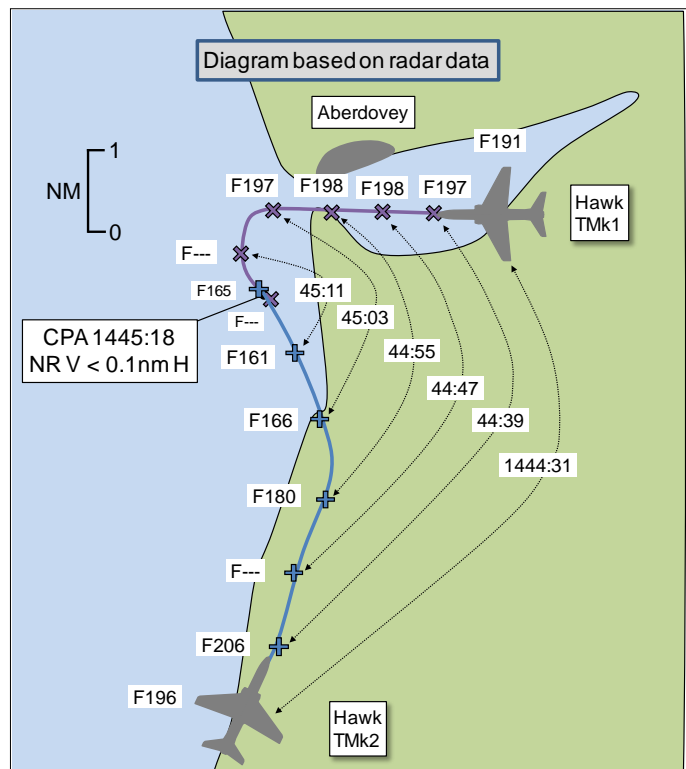 Diagram based on radar data
Aberdovey
1
NM
0
F191
F197
F198
F198
F197
Hawk
TMk1
F---
F165
45:11
CPA 1445:18
NR V < 0.1nm H
F---
45:03
F161
44:55
44:47
F166
44:39
1444:31
F180
F---
F206
F196
Hawk
TMk2